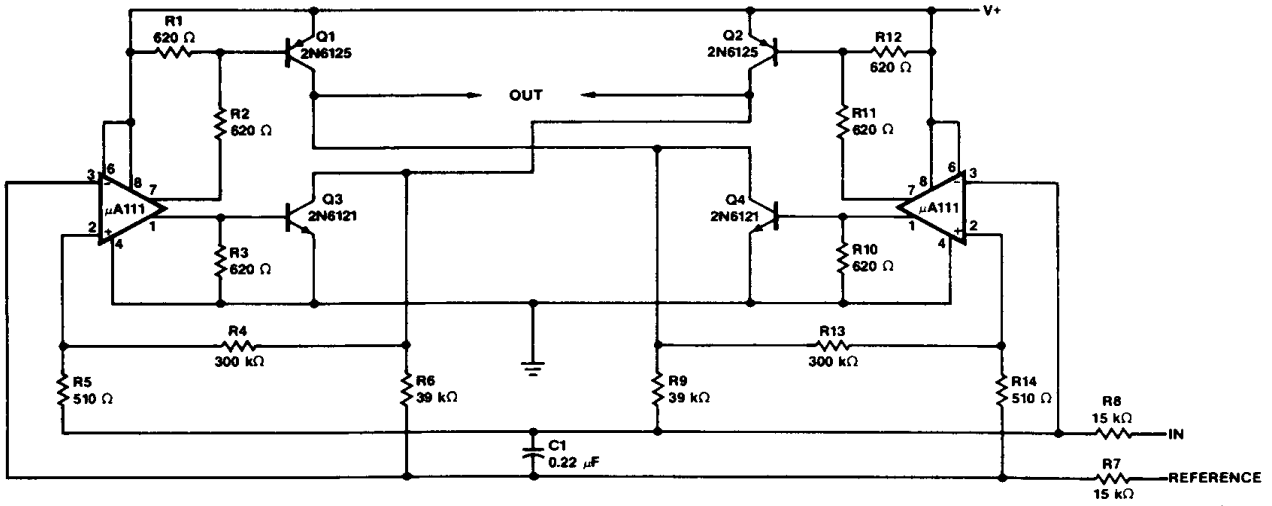 V+
R1
620 Ω
Q1
2N6125
Q2
2N6125
R12
620 Ω
OUT
R2
620 Ω
R11
620 Ω
3
6
8
7
−
μA111
1
2
+
4
Q3
2N6121
Q4
2N6121
6
3
8
7
−
μA111
1
2
+
4
R3
620 Ω
R10
620 Ω
R4
300 kΩ
R13
300 kΩ
R5
510 Ω
R6
39 kΩ
R9
39 kΩ
R14
510 Ω
R8
15 kΩ
IN
C1
0.22 μF
R7
15 kΩ
REFERENCE